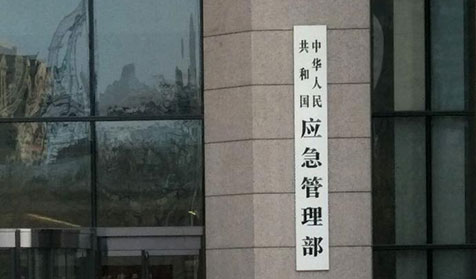 中华人民
共和国
应急管理部